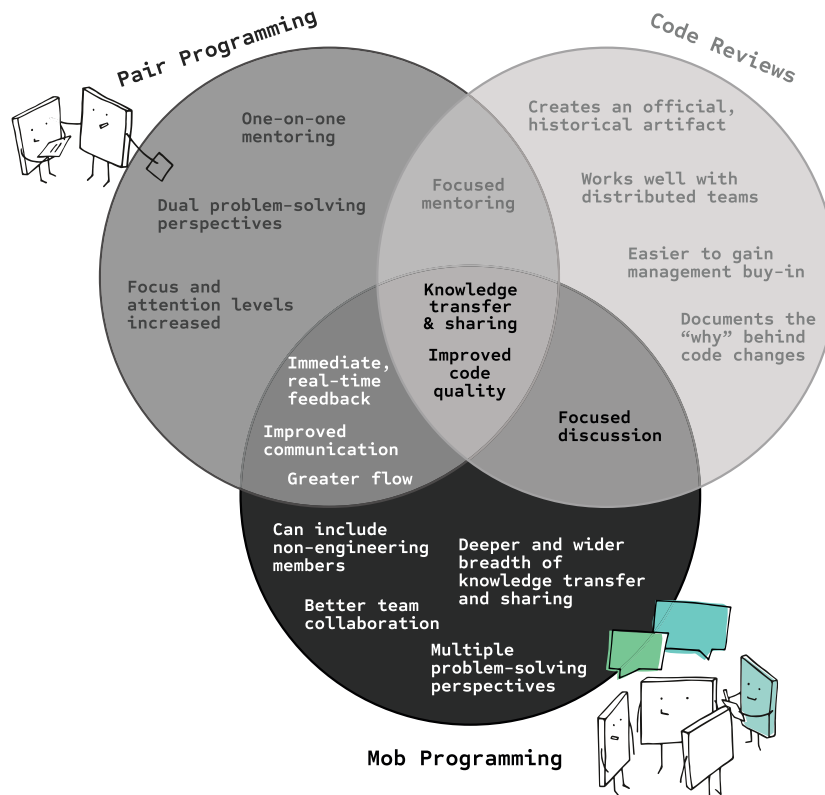 Pair Programming
Code Reviews
One-on-one
mentoring
Dual problem-solving
perspectives
Focus and
attention levels
increased
Focused
mentoring
Creates an official,
historical artifact
Works well with
distributed teams
Easier to gain
management buy-in
Documents the
“why” behind
code changes
Knowledge
transfer
& sharing
Improved
code
quality
Immediate,
real-time
feedback
Improved
communication
Greater flow
Focused
discussion
Can include
non-engineering
members
Deeper and wider
breadth of
knowledge transfer
and sharing
Better team
collaboration
Multiple
problem-solving
perspectives
Mob Programming